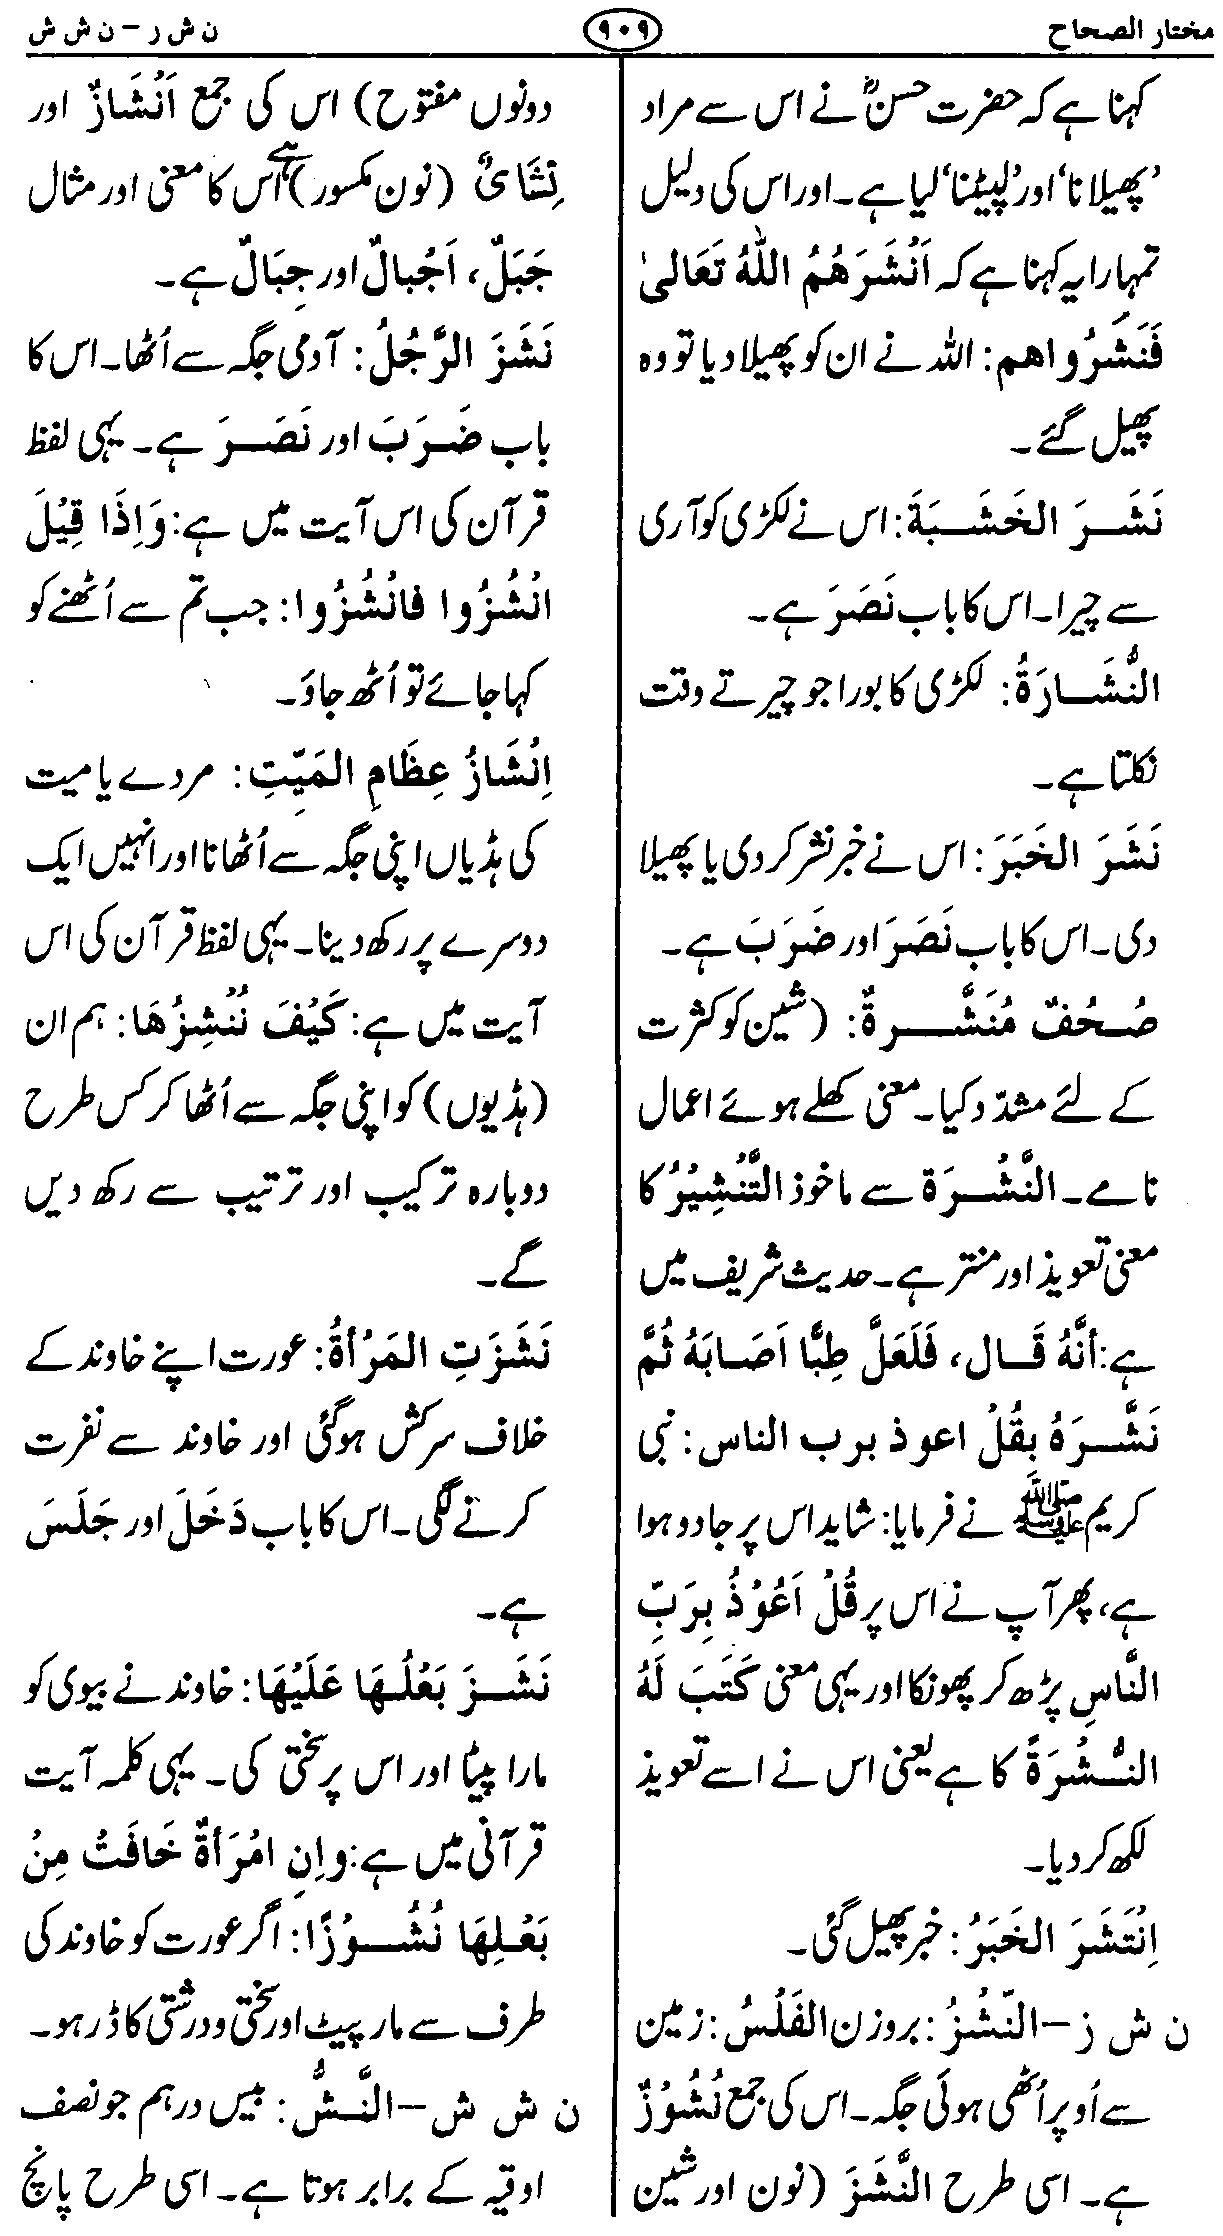 مختار الصحاح
۹۰۹
ن ش ر – ن ش ش
کہنا ہے کہ حضرت حسنؓ نے اس سے مراد
'پھیلانا' اور 'لپیٹنا' لیا ہے۔ اور اس کی دلیل
تمہارا یہ کہنا ہے کہ اَنْشَرَهُمُ اللّٰهُ تَعَالیٰ
فَنَشَرُوا هم: اللہ نے ان کو پھیلا دیا تو وہ
پھیل گئے۔
نَشَرَ الخَشَبَةَ: اس نے لکڑی کو آری
سے چیرا۔ اس کا باب نَصَرَ ہے۔
النُّشَارَةُ: لکڑی کا بورا جو چیرتے وقت
نکلتا ہے۔
نَشَرَ الخَبَرَ: اس نے خبر نشر کر دی یا پھیلا
دی۔ اس کا باب نَصَرَ اور ضَرَبَ ہے۔
صُحُفٌ مُنَشَّرةٌ: (شین کو کثرت
کے لئے مشدّد کیا۔ معنی کھلے ہوئے اعمال
نامے۔ النَّشُرَة سے ماخوذ التَّنْشِيْرُ کا
معنی تعویذ اور منتر ہے۔ حدیث شریف میں
ہے: أنَّهُ قَال، فَلَعَلَّ طِبًّا اَصَابَهُ ثُمَّ
نَشَّرَهُ بِقُلْ اعوذ برب الناس: نبی
کریم ﷺ نے فرمایا: شاید اس پر جادو ہوا
ہے، پھر آپ نے اس پر قُلْ اَعُوْذُ بِرَبِّ
النَّاسِ پڑھ کر پھونکا اور یہی معنی كَتَبَ لَهُ
النُّشُرَةَ کا ہے یعنی اس نے اسے تعویذ
لکھ کر دیا۔
اِنْتَشَرَ الخَبَرُ: خبر پھیل گئی۔
ن ش ز – النَّشْزُ: بروزن الفَلْسُ: زمین
سے اُوپر اُٹھی ہوئی جگہ۔ اس کی جمع نُشُوْزٌ
ہے۔ اسی طرح النَّشَزَ (نون اور شین
دونوں مفتوح) اس کی جمع اَنْشَازٌ اور
نِشَایٌ (نون مکسور) ہے اُس کا معنی اور مثال
جَبَلٌ، اَجْبالٌ اور جِبَالٌ ہے۔
نَشَزَ الرَّجُلُ: آدمی جگہ سے اُٹھا۔ اس کا
باب ضَرَبَ اور نَصَرَ ہے۔ یہی لفظ
قرآن کی اس آیت میں ہے: وَاِذَا قِيْلَ
انْشُزُوا فانْشُزُوا: جب تم سے اُٹھنے کو
کہا جائے تو اُٹھ جاؤ۔
اِنْشَازُ عِظَامِ المَيِّتِ: مردے یا میت
کی ہڈیاں اپنی جگہ سے اُٹھانا اور انہیں ایک
دوسرے پر رکھ دینا۔ یہی لفظ قرآن کی اس
آیت میں ہے: كَيْفَ نُنْشِزُهَا: ہم ان
(ہڈیوں) کو اپنی جگہ سے اُٹھا کر کس طرح
دوبارہ ترکیب اور ترتیب سے رکھ دیں
گے۔
نَشَزَتِ المَرْأةُ: عورت اپنے خاوند کے
خلاف سرکش ہو گئی اور خاوند سے نفرت
کرنے لگی۔ اس کا باب دَخَلَ اور جَلَسَ
ہے۔
نَشَزَ بَعْلُهَا عَلَيْهَا: خاوند نے بیوی کو
مارا پیٹا اور اس پر سختی کی۔ یہی کلمہ آیت
قرآنی میں ہے: وإنِ امْرَأةٌ خَافَتْ مِنْ
بَعْلِهَا نُشُوْزًا: اگر عورت کو خاوند کی
طرف سے مار پیٹ اور سختی و درشتی کا ڈر ہو۔
ن ش ش – النَّشُّ: بیس درہم جو نصف
اوقیہ کے برابر ہوتا ہے۔ اسی طرح پانچ